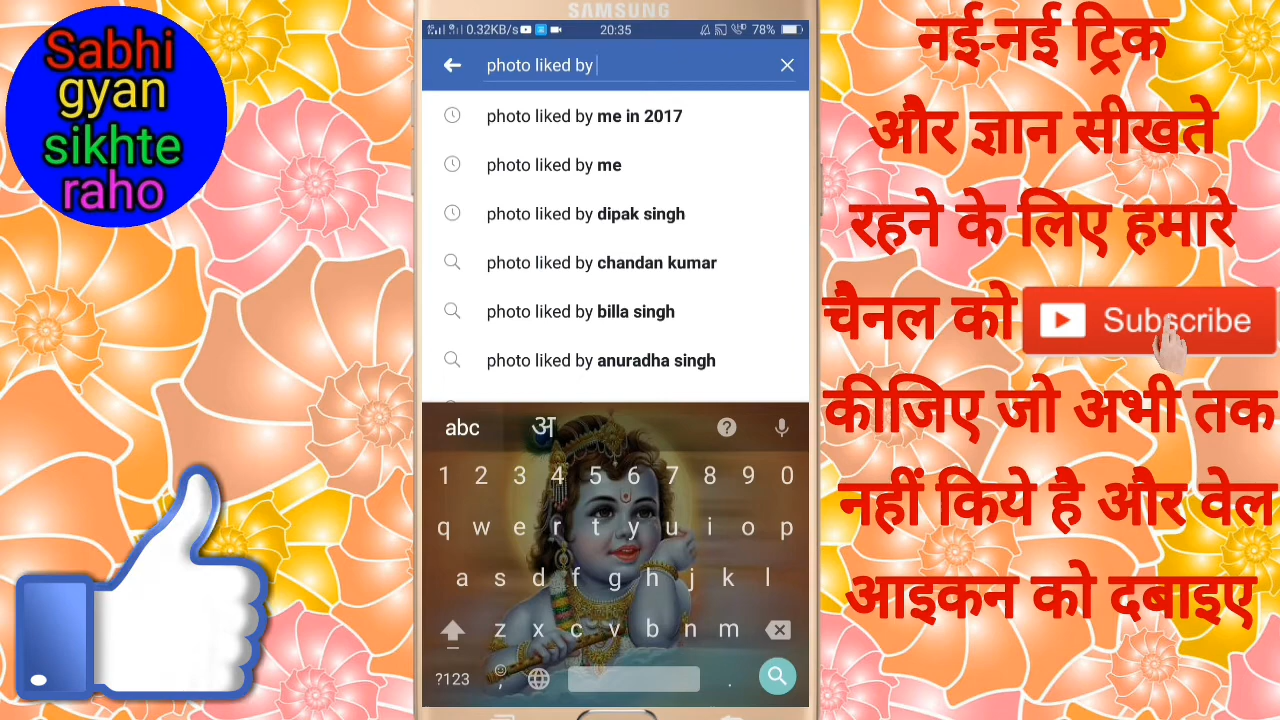 Sabhi
gyan
sikhte
raho
SAMSUNG
0.32KB/s 20:35 78%
photo liked by
photo liked by me in 2017
photo liked by me
photo liked by dipak singh
photo liked by chandan kumar
photo liked by billa singh
photo liked by anuradha singh
abc अ
1 2 3 4 5 6 7 8 9 0
q w e r t y u i o p
a s d f g h j k l
z x c v b n m
?123 , .
नई-नई ट्रिक
और ज्ञान सीखते
रहने के लिए हमारे
चैनल को Subscribe
कीजिए जो अभी तक
नहीं किये है और वेल
आइकन को दबाइए